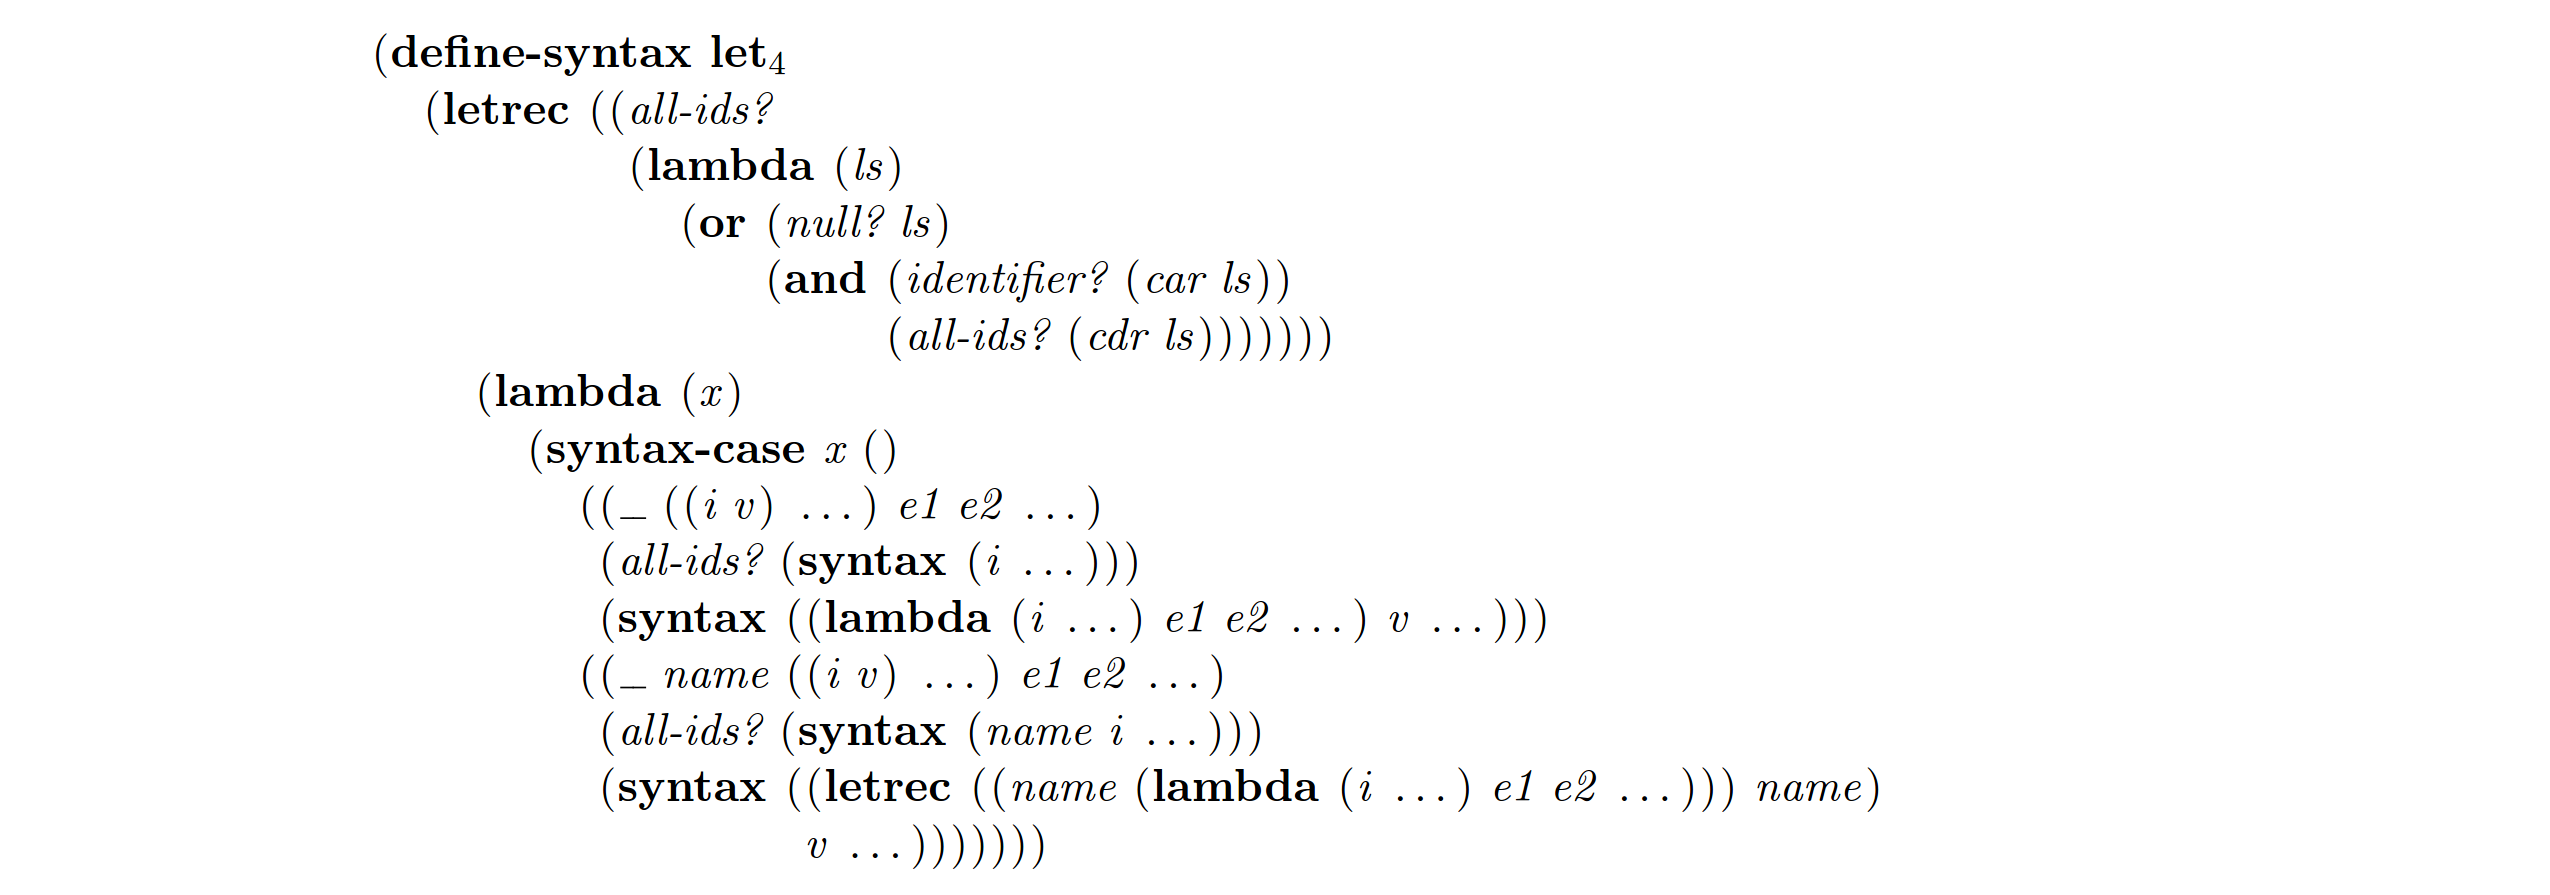 (define-syntax let₄
(letrec ((all-ids?
(lambda (ls)
(or (null? ls)
(and (identifier? (car ls))
(all-ids? (cdr ls)))))))
(lambda (x)
(syntax-case x ()
((_ ((i v) ...) e1 e2 ...)
(all-ids? (syntax (i ...)))
(syntax ((lambda (i ...) e1 e2 ...) v ...)))
((_ name ((i v) ...) e1 e2 ...)
(all-ids? (syntax (name i ...)))
(syntax ((letrec ((name (lambda (i ...) e1 e2 ...))) name)
v ...)))))))